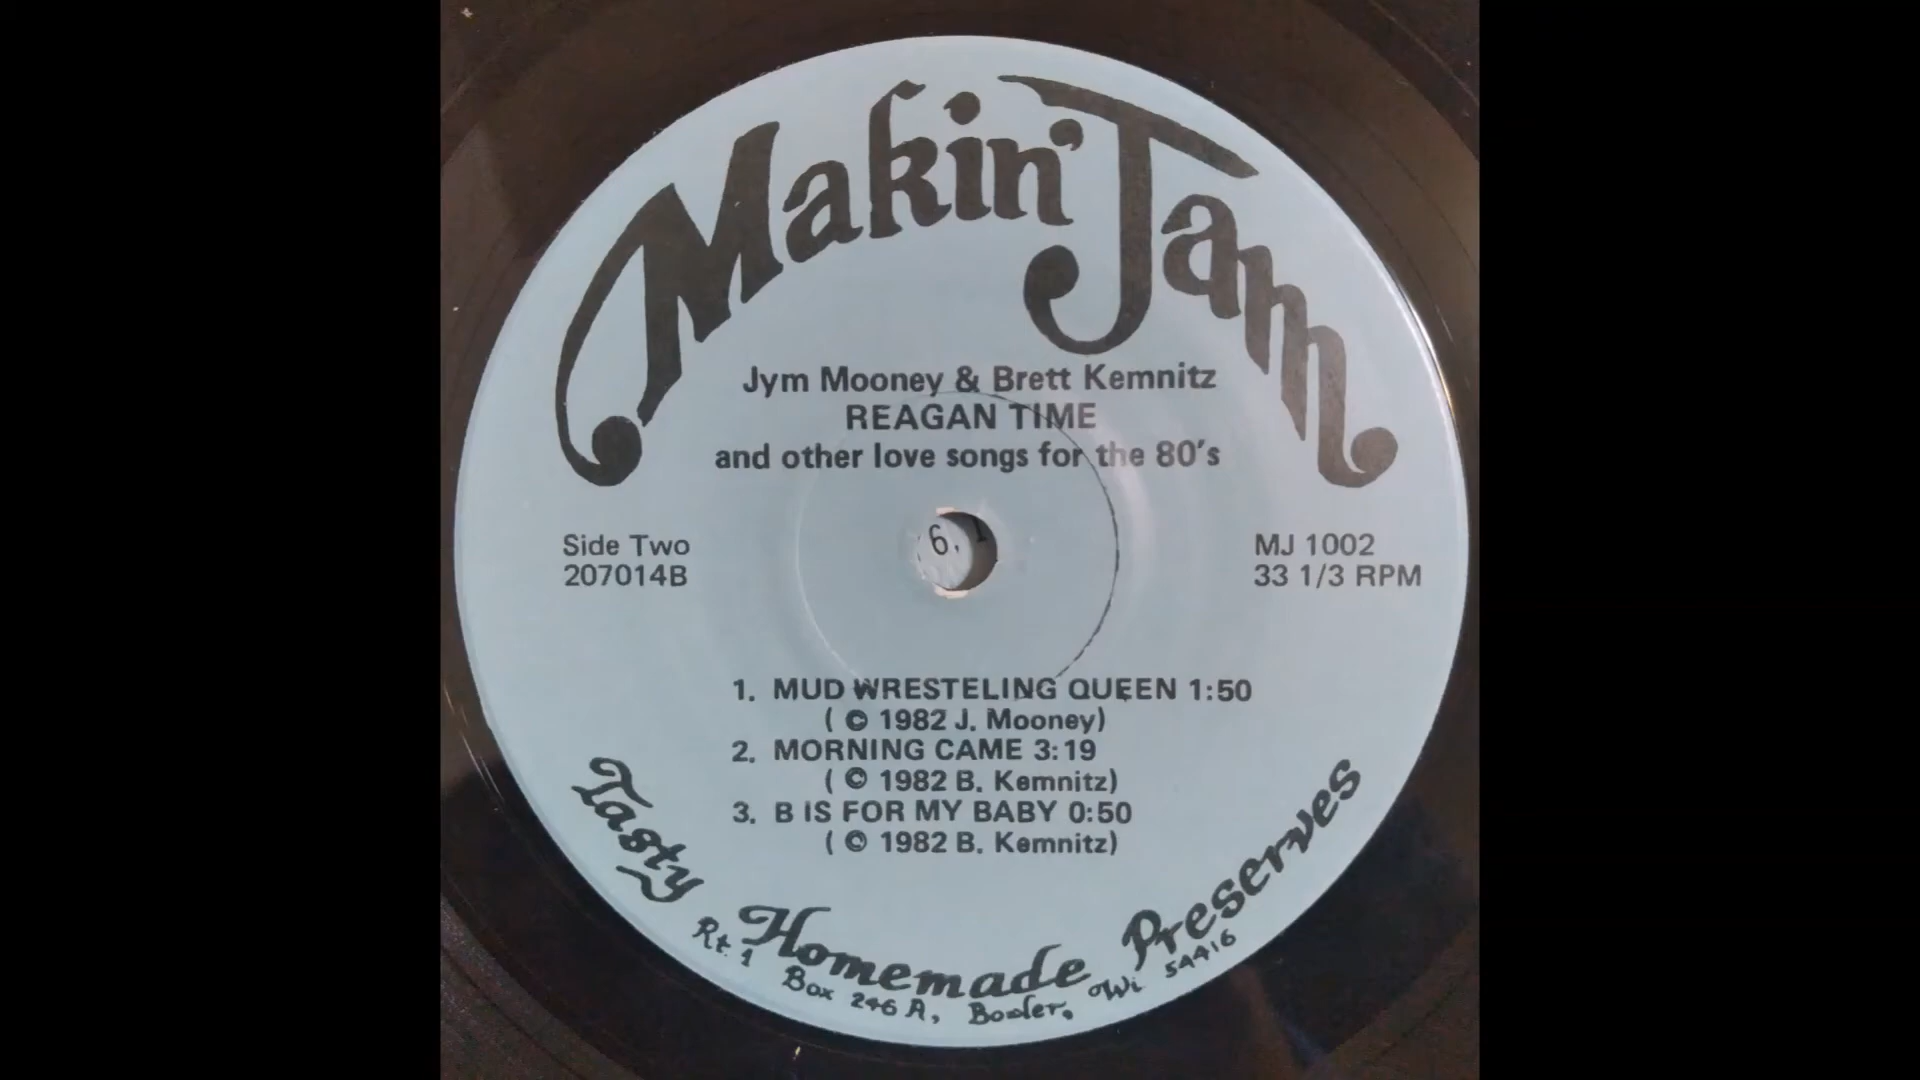 Makin' Jam
Jym Mooney & Brett Kemnitz
REAGAN TIME
and other love songs for the 80's
Side Two
207014B
MJ 1002
33 1/3 RPM
6.
1. MUD WRESTELING QUEEN 1:50
( © 1982 J. Mooney)
2. MORNING CAME 3:19
( © 1982 B. Kemnitz)
3. B IS FOR MY BABY 0:50
( © 1982 B. Kemnitz)
Tasty Homemade Preserves
Rt. 1 Box 246 A, Bowler, Wi 54416